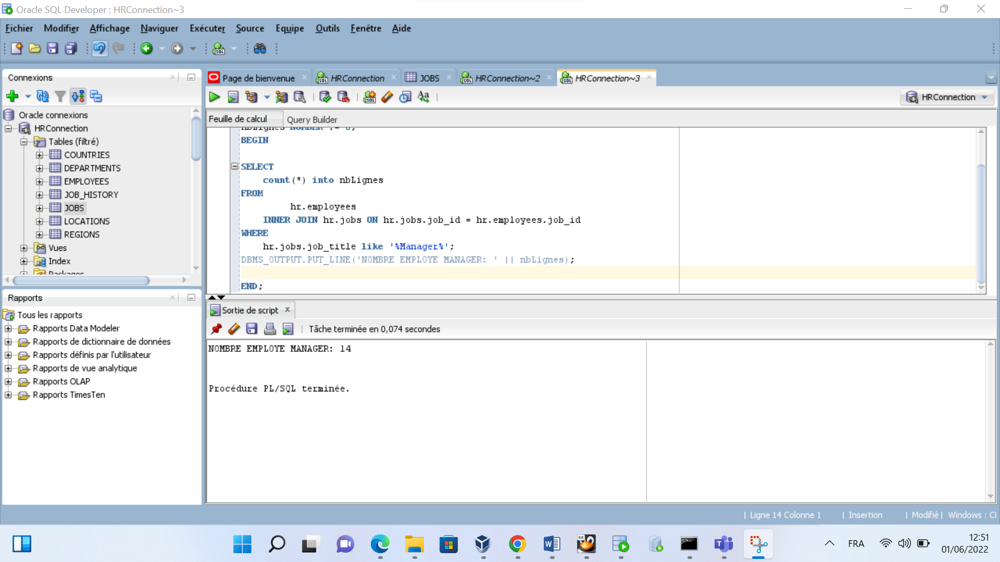 Oracle SQL Developer : HRConnection~3
Fichier Modifier Affichage Naviguer Exécuter Source Equipe Outils Fenêtre Aide
Connexions
Oracle connexions
HRConnection
Tables (filtré)
COUNTRIES
DEPARTMENTS
EMPLOYEES
JOB_HISTORY
JOBS
LOCATIONS
REGIONS
Vues
Index
Packages
Rapports
Tous les rapports
Rapports Data Modeler
Rapports de dictionnaire de données
Rapports définis par l'utilisateur
Rapports de vue analytique
Rapports OLAP
Rapports TimesTen
Page de bienvenue HRConnection JOBS HRConnection~2 HRConnection~3
HRConnection
Feuille de calcul Query Builder
nbLignes NUMBER := 0;
BEGIN
SELECT
count(*) into nbLignes
FROM
hr.employees
INNER JOIN hr.jobs ON hr.jobs.job_id = hr.employees.job_id
WHERE
hr.jobs.job_title like '%Manager%';
DBMS_OUTPUT.PUT_LINE('NOMBRE EMPLOYE MANAGER: ' || nbLignes);
END;
Sortie de script
Tâche terminée en 0,074 secondes
NOMBRE EMPLOYE MANAGER: 14
Procédure PL/SQL terminée.
| Ligne 14 Colonne 1 | Insertion | Modifié | Windows : Cl
FRA
12:51
01/06/2022